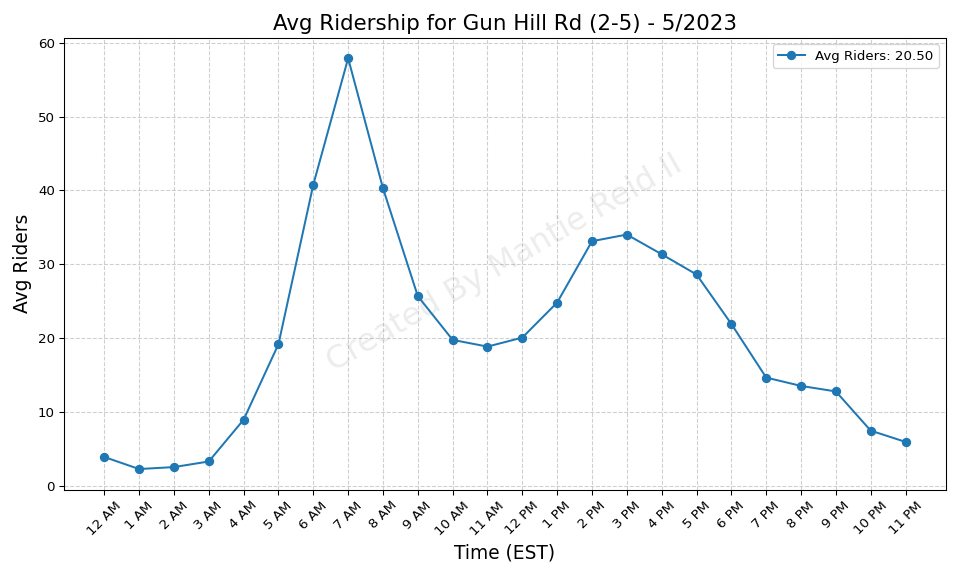 Avg Ridership for Gun Hill Rd (2-5) - 5/2023
Avg Riders: 20.50
60
50
40
30
20
10
0
Avg Riders
Created By Mantie Reid II
12 AM
1 AM
2 AM
3 AM
4 AM
5 AM
6 AM
7 AM
8 AM
9 AM
10 AM
11 AM
12 PM
1 PM
2 PM
3 PM
4 PM
5 PM
6 PM
7 PM
8 PM
9 PM
10 PM
11 PM
Time (EST)